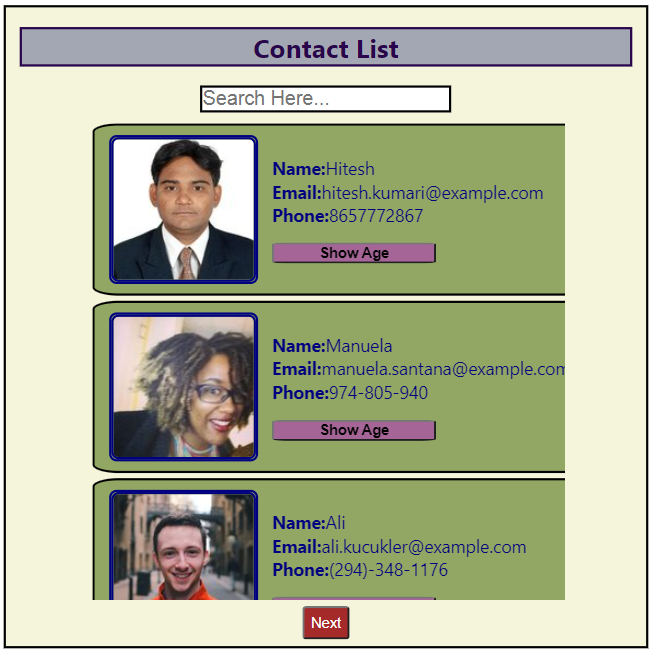 Contact List
Search Here...
Name:Hitesh
Email:hitesh.kumari@example.com
Phone:8657772867
Show Age
Name:Manuela
Email:manuela.santana@example.com
Phone:974-805-940
Show Age
Name:Ali
Email:ali.kucukler@example.com
Phone:(294)-348-1176
Next